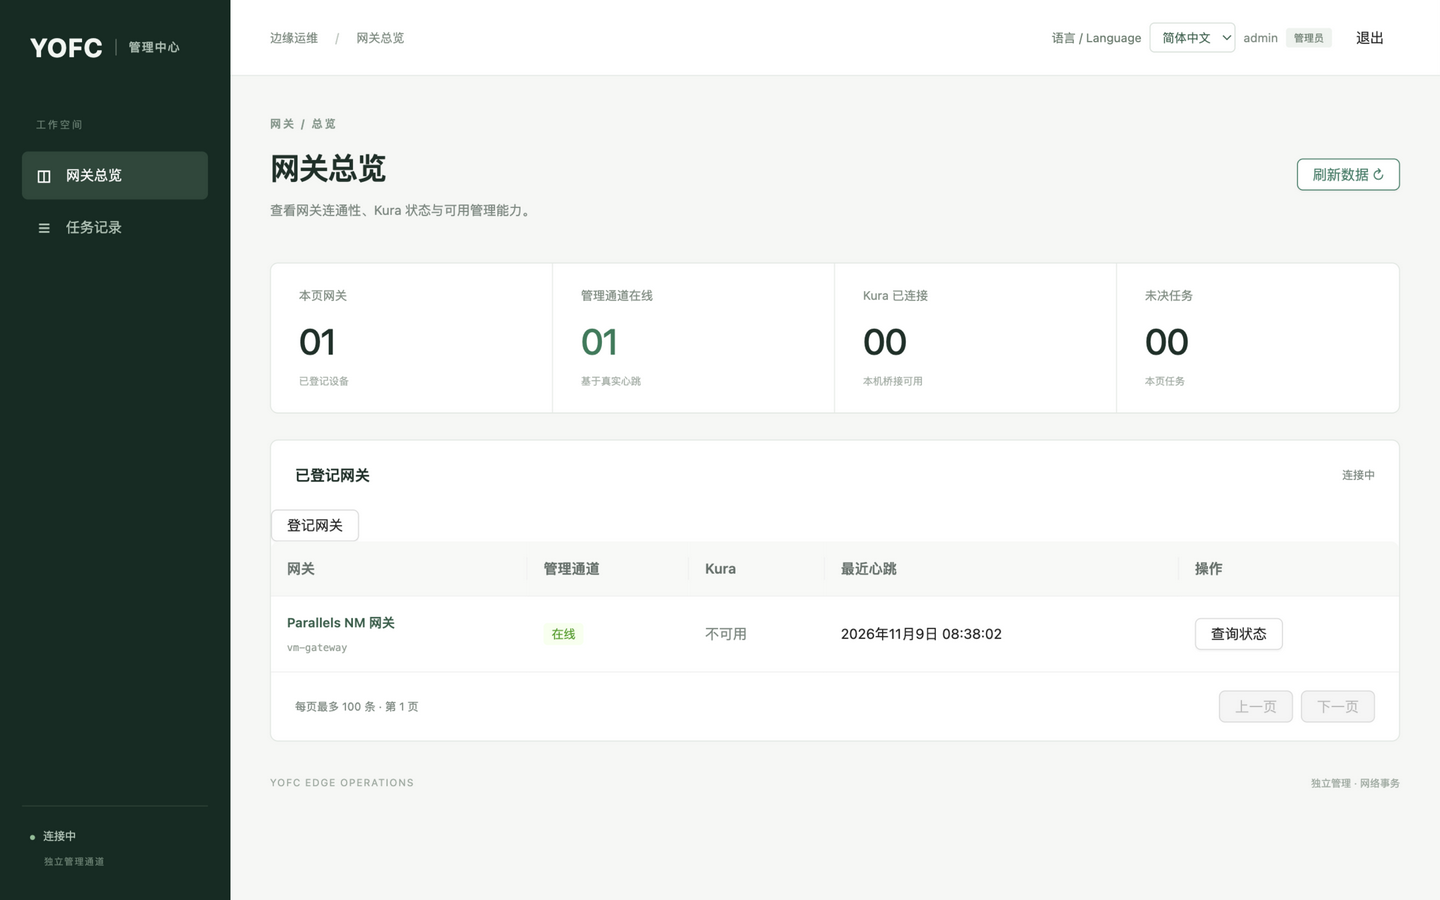 YOFC 管理中心
工作空间
网关总览
任务记录
连接中
独立管理通道
边缘运维 / 网关总览
语言 / Language 简体中文 admin 管理员 退出
网关 / 总览
网关总览
查看网关连通性、Kura 状态与可用管理能力。
刷新数据
本页网关
01
已登记设备
管理通道在线
01
基于真实心跳
Kura 已连接
00
本机桥接可用
未决任务
00
本页任务
已登记网关
连接中
登记网关
网关 管理通道 Kura 最近心跳 操作
Parallels NM 网关
vm-gateway
在线 不可用 2026年11月9日 08:38:02 查询状态
每页最多 100 条 · 第 1 页
上一页 下一页
YOFC EDGE OPERATIONS
独立管理 · 网络事务